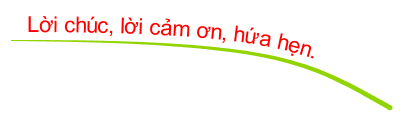 Lời chúc, lời cảm ơn, hứa hẹn.